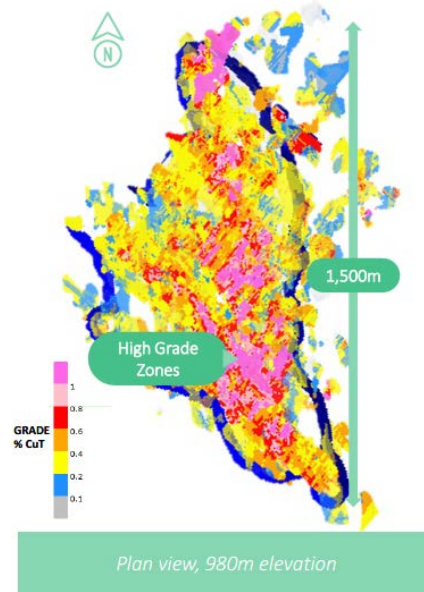 N
1,500m
High Grade
Zones
1
0.8
0.6
0.4
0.2
0.1
GRADE
% CuT
Plan view, 980m elevation